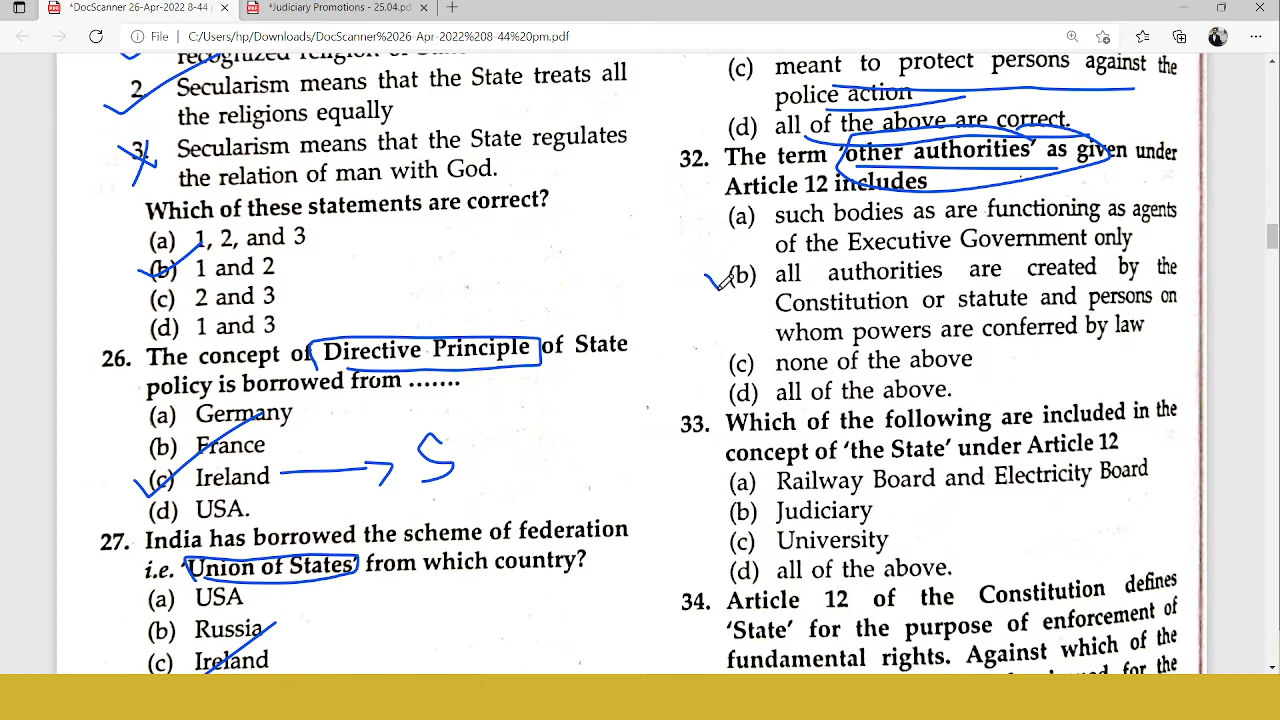 *DocScanner 26-Apr-2022 8-44
*Judiciary Promotions - 25.04.pdf
File
C:/Users/hp/Downloads/DocScanner%2026-Apr-2022%208-44%20pm.pdf
recognized religion of State
2. Secularism means that the State treats all
the religions equally
3. Secularism means that the State regulates
the relation of man with God.
Which of these statements are correct?
(a) 1, 2, and 3
(b) 1 and 2
(c) 2 and 3
(d) 1 and 3
26. The concept of Directive Principle of State
policy is borrowed from .......
(a) Germany
(b) France
(c) Ireland
S
(d) USA.
27. India has borrowed the scheme of federation
i.e. 'Union of States' from which country?
(a) USA
(b) Russia
(c) Ireland
(c) meant to protect persons against the
police action
(d) all of the above are correct.
32. The term 'other authorities' as given under
Article 12 includes
(a) such bodies as are functioning as agents
of the Executive Government only
(b) all authorities are created by the
Constitution or statute and persons on
whom powers are conferred by law
(c) none of the above
(d) all of the above.
33. Which of the following are included in the
concept of 'the State' under Article 12
(a) Railway Board and Electricity Board
(b) Judiciary
(c) University
(d) all of the above.
34. Article 12 of the Constitution defines
'State' for the purpose of enforcement of
fundamental rights. Against which of the
for the